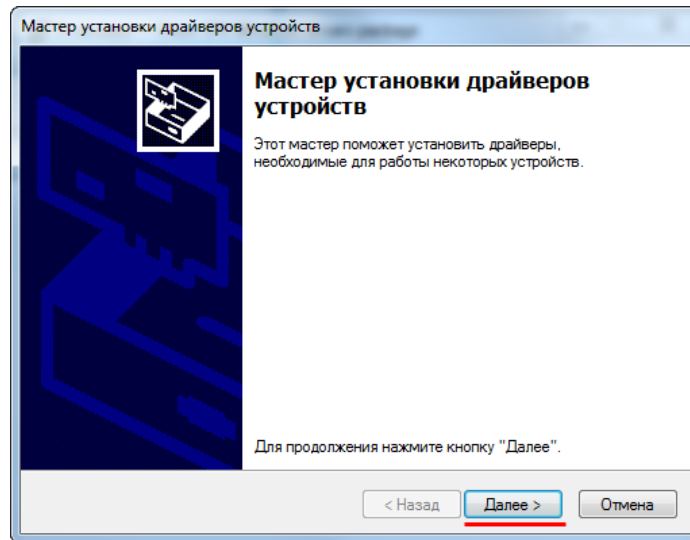 Мастер установки драйверов устройств
Мастер установки драйверов
устройств
Этот мастер поможет установить драйверы,
необходимые для работы некоторых устройств.
Для продолжения нажмите кнопку "Далее".
< Назад Далее > Отмена